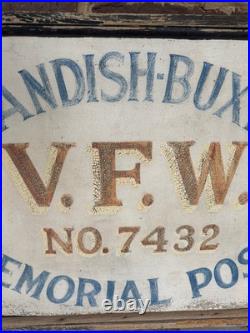 ANDISH-BUX
V.F.W.
NO. 7432
EMORIAL POS